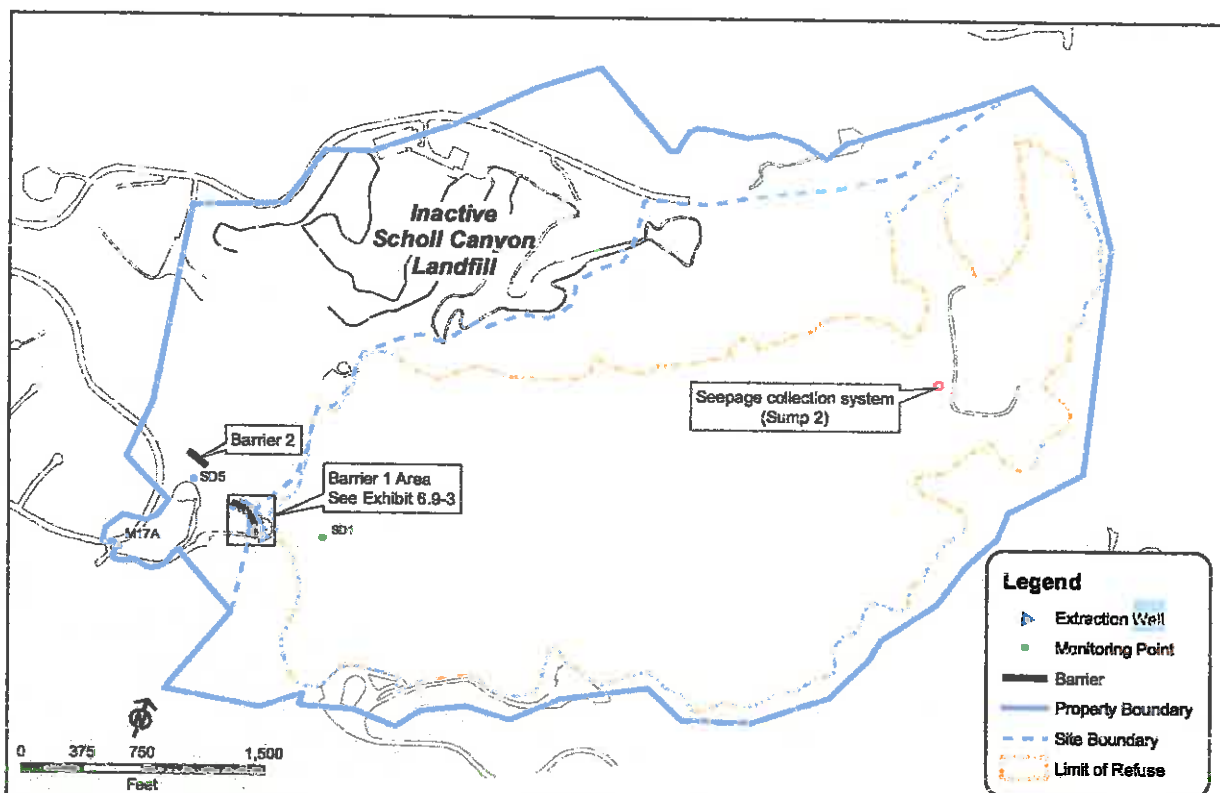 Inactive
Scholl Canyon
Landfill
Seepage collection system
(Sump 2)
Barrier 2
SD5
Barrier 1 Area
See Exhibit 6.9-3
M17A
SD1
Legend
Extraction Well
Monitoring Point
Barrier
Property Boundary
Site Boundary
Limit of Refuse
N
0 375 750 1,500
Feet